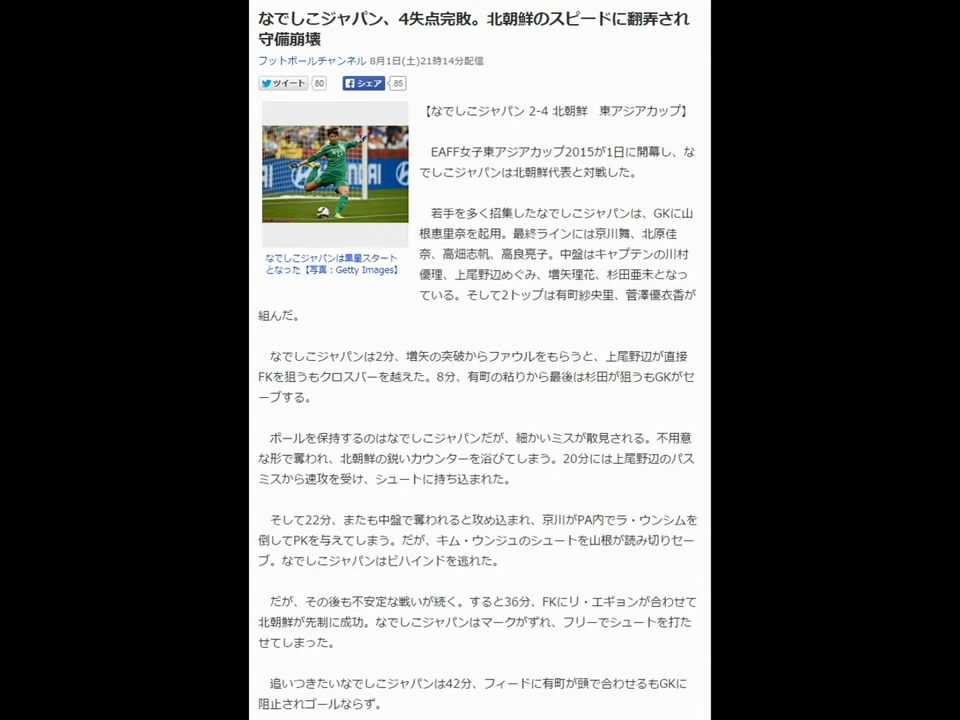 なでしこジャパン、4失点完敗。北朝鮮のスピードに翻弄され
守備崩壊
フットボールチャンネル 8月1日(土)21時14分配信
ツイート 80 シェア 85
【なでしこジャパン 2-4 北朝鮮　東アジアカップ】
EAFF女子東アジアカップ2015が1日に開幕し、な
でしこジャパンは北朝鮮代表と対戦した。
若手を多く招集したなでしこジャパンは、GKに山
根恵里奈を起用。最終ラインには京川舞、北原佳
奈、高畑志帆、高良亮子。中盤はキャプテンの川村
優理、上尾野辺めぐみ、増矢理花、杉田亜未となっ
ている。そして2トップは有町紗央里、菅澤優衣香が
組んだ。
なでしこジャパンは黒星スタート
となった【写真：Getty Images】
なでしこジャパンは2分、増矢の突破からファウルをもらうと、上尾野辺が直接
FKを狙うもクロスバーを越えた。8分、有町の粘りから最後は杉田が狙うもGKがセ
ーブする。
ボールを保持するのはなでしこジャパンだが、細かいミスが散見される。不用意
な形で奪われ、北朝鮮の鋭いカウンターを浴びてしまう。20分には上尾野辺のパス
ミスから速攻を受け、シュートに持ち込まれた。
そして22分、またも中盤で奪われると攻め込まれ、京川がPA内でラ・ウンシムを
倒してPKを与えてしまう。だが、キム・ウンジュのシュートを山根が読み切りセー
ブ。なでしこジャパンはビハインドを逃れた。
だが、その後も不安定な戦いが続く。すると36分、FKにリ・エギョンが合わせて
北朝鮮が先制に成功。なでしこジャパンはマークがずれ、フリーでシュートを打た
せてしまった。
追いつきたいなでしこジャパンは42分、フィードに有町が頭で合わせるもGKに
阻止されゴールならず。